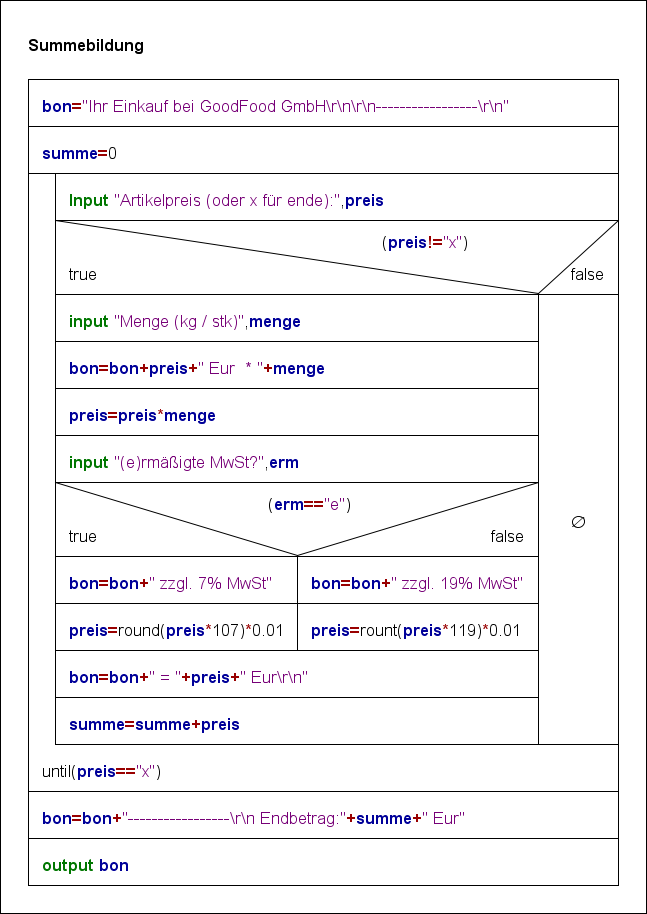 Summebildung
bon="Ihr Einkauf bei GoodFood GmbH\r\n\r\n-----------------\r\n"
summe=0
Input "Artikelpreis (oder x für ende):",preis
(preis!="x")
true false
input "Menge (kg / stk)",menge
bon=bon+preis+" Eur  * "+menge
preis=preis*menge
input "(e)rmäßigte MwSt?",erm
(erm=="e")
true false
∅
bon=bon+" zzgl. 7% MwSt" bon=bon+" zzgl. 19% MwSt"
preis=round(preis*107)*0.01 preis=rount(preis*119)*0.01
bon=bon+" = "+preis+" Eur\r\n"
summe=summe+preis
until(preis=="x")
bon=bon+"-----------------\r\n Endbetrag:"+summe+" Eur"
output bon